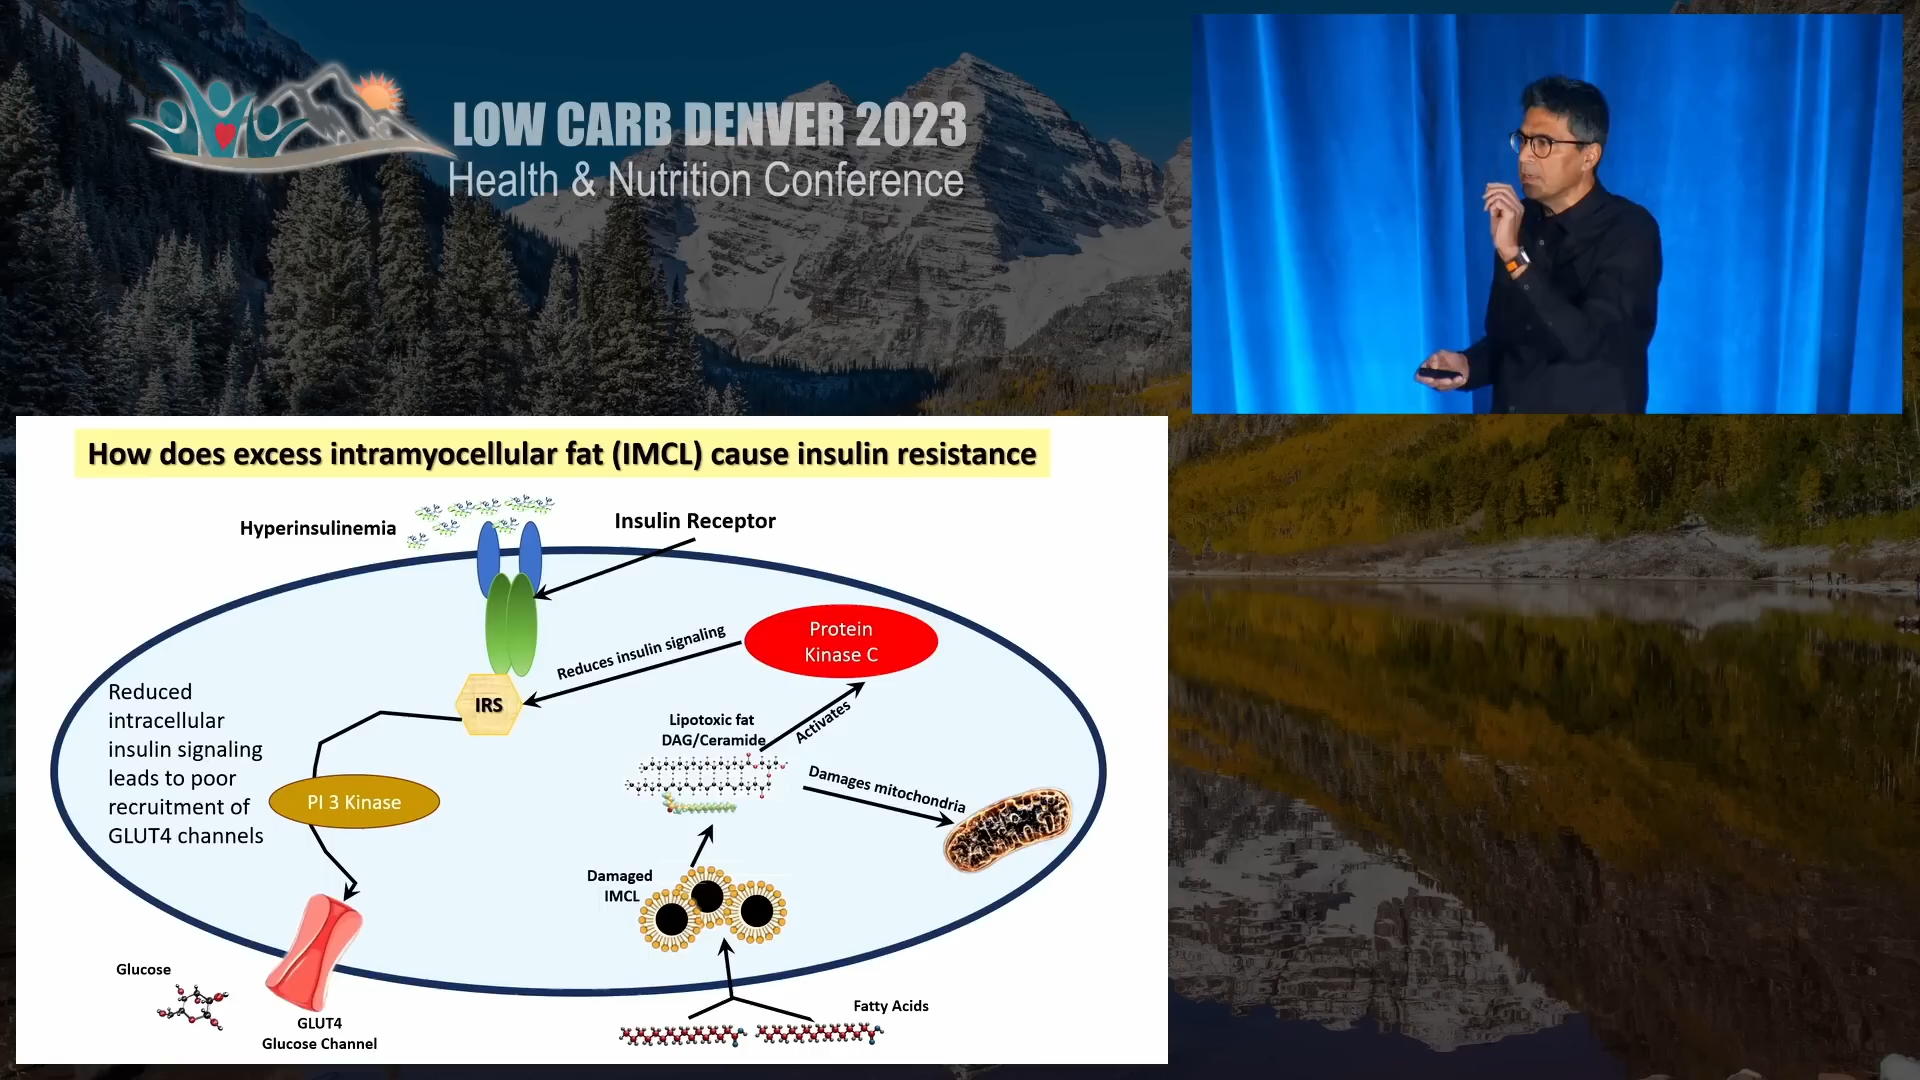 LOW CARB DENVER 2023
Health & Nutrition Conference
How does excess intramyocellular fat (IMCL) cause insulin resistance
Hyperinsulinemia
Insulin Receptor
Protein
Kinase C
Reduces insulin signaling
IRS
Reduced
intracellular
insulin signaling
leads to poor
recruitment of
GLUT4 channels
Lipotoxic fat
DAG/Ceramide
Activates
Damages mitochondria
PI 3 Kinase
Damaged
IMCL
Glucose
GLUT4
Glucose Channel
Fatty Acids